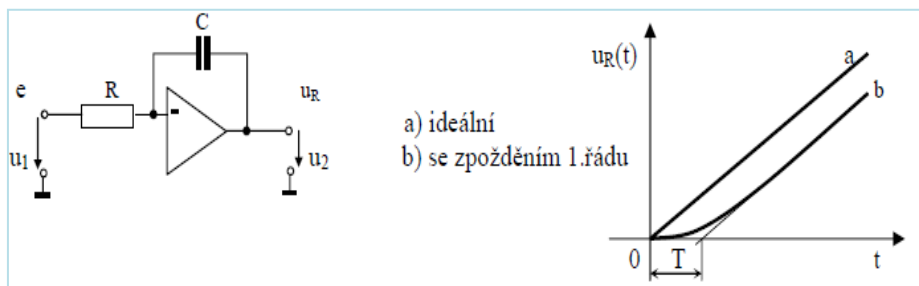 C
R
e
u_R
u₁
u₂
-
a) ideální
b) se zpožděním 1.řádu
u_R(t)
a
b
0
T
t